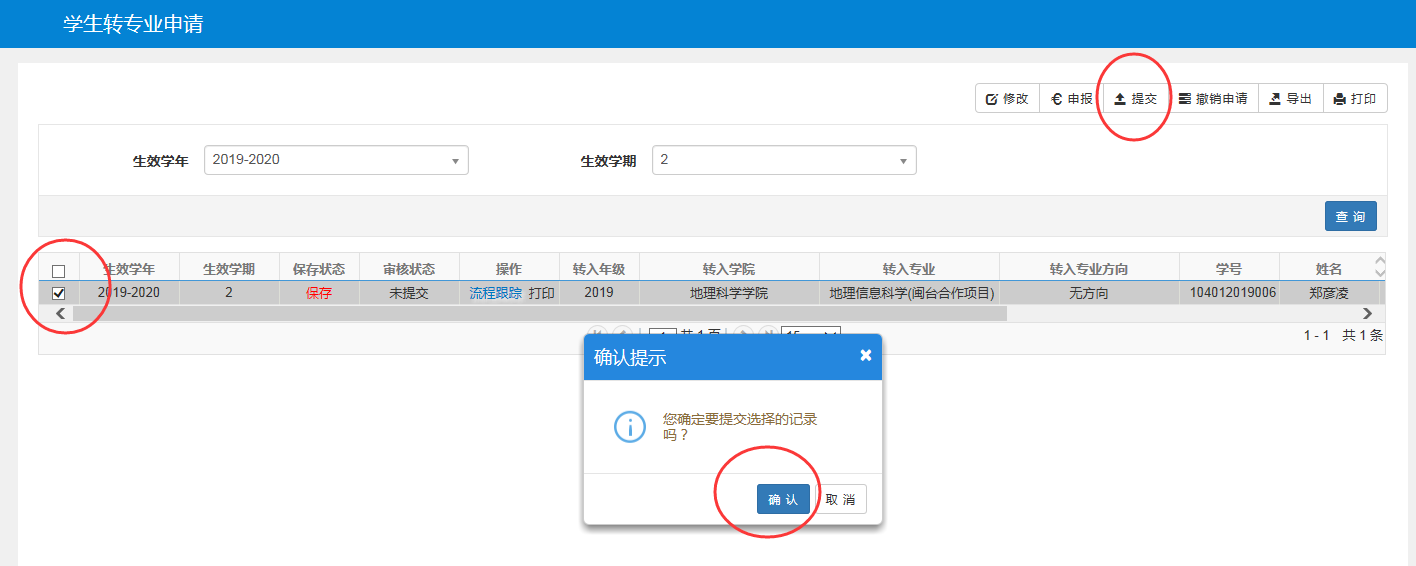 学生转专业申请
修改 申报 提交 撤销申请 导出 打印
生效学年 2019-2020 生效学期 2
查 询
生效学年 生效学期 保存状态 审核状态 操作 转入年级 转入学院 转入专业 转入专业方向 学号 姓名
2019-2020 2 保存 未提交 流程跟踪 打印 2019 地理科学学院 地理信息科学(闽台合作项目) 无方向 104012019006 郑彦凌
共 1 页 15 1 - 1 共 1 条
确认提示
您确定要提交选择的记录
吗？
确 认 取 消